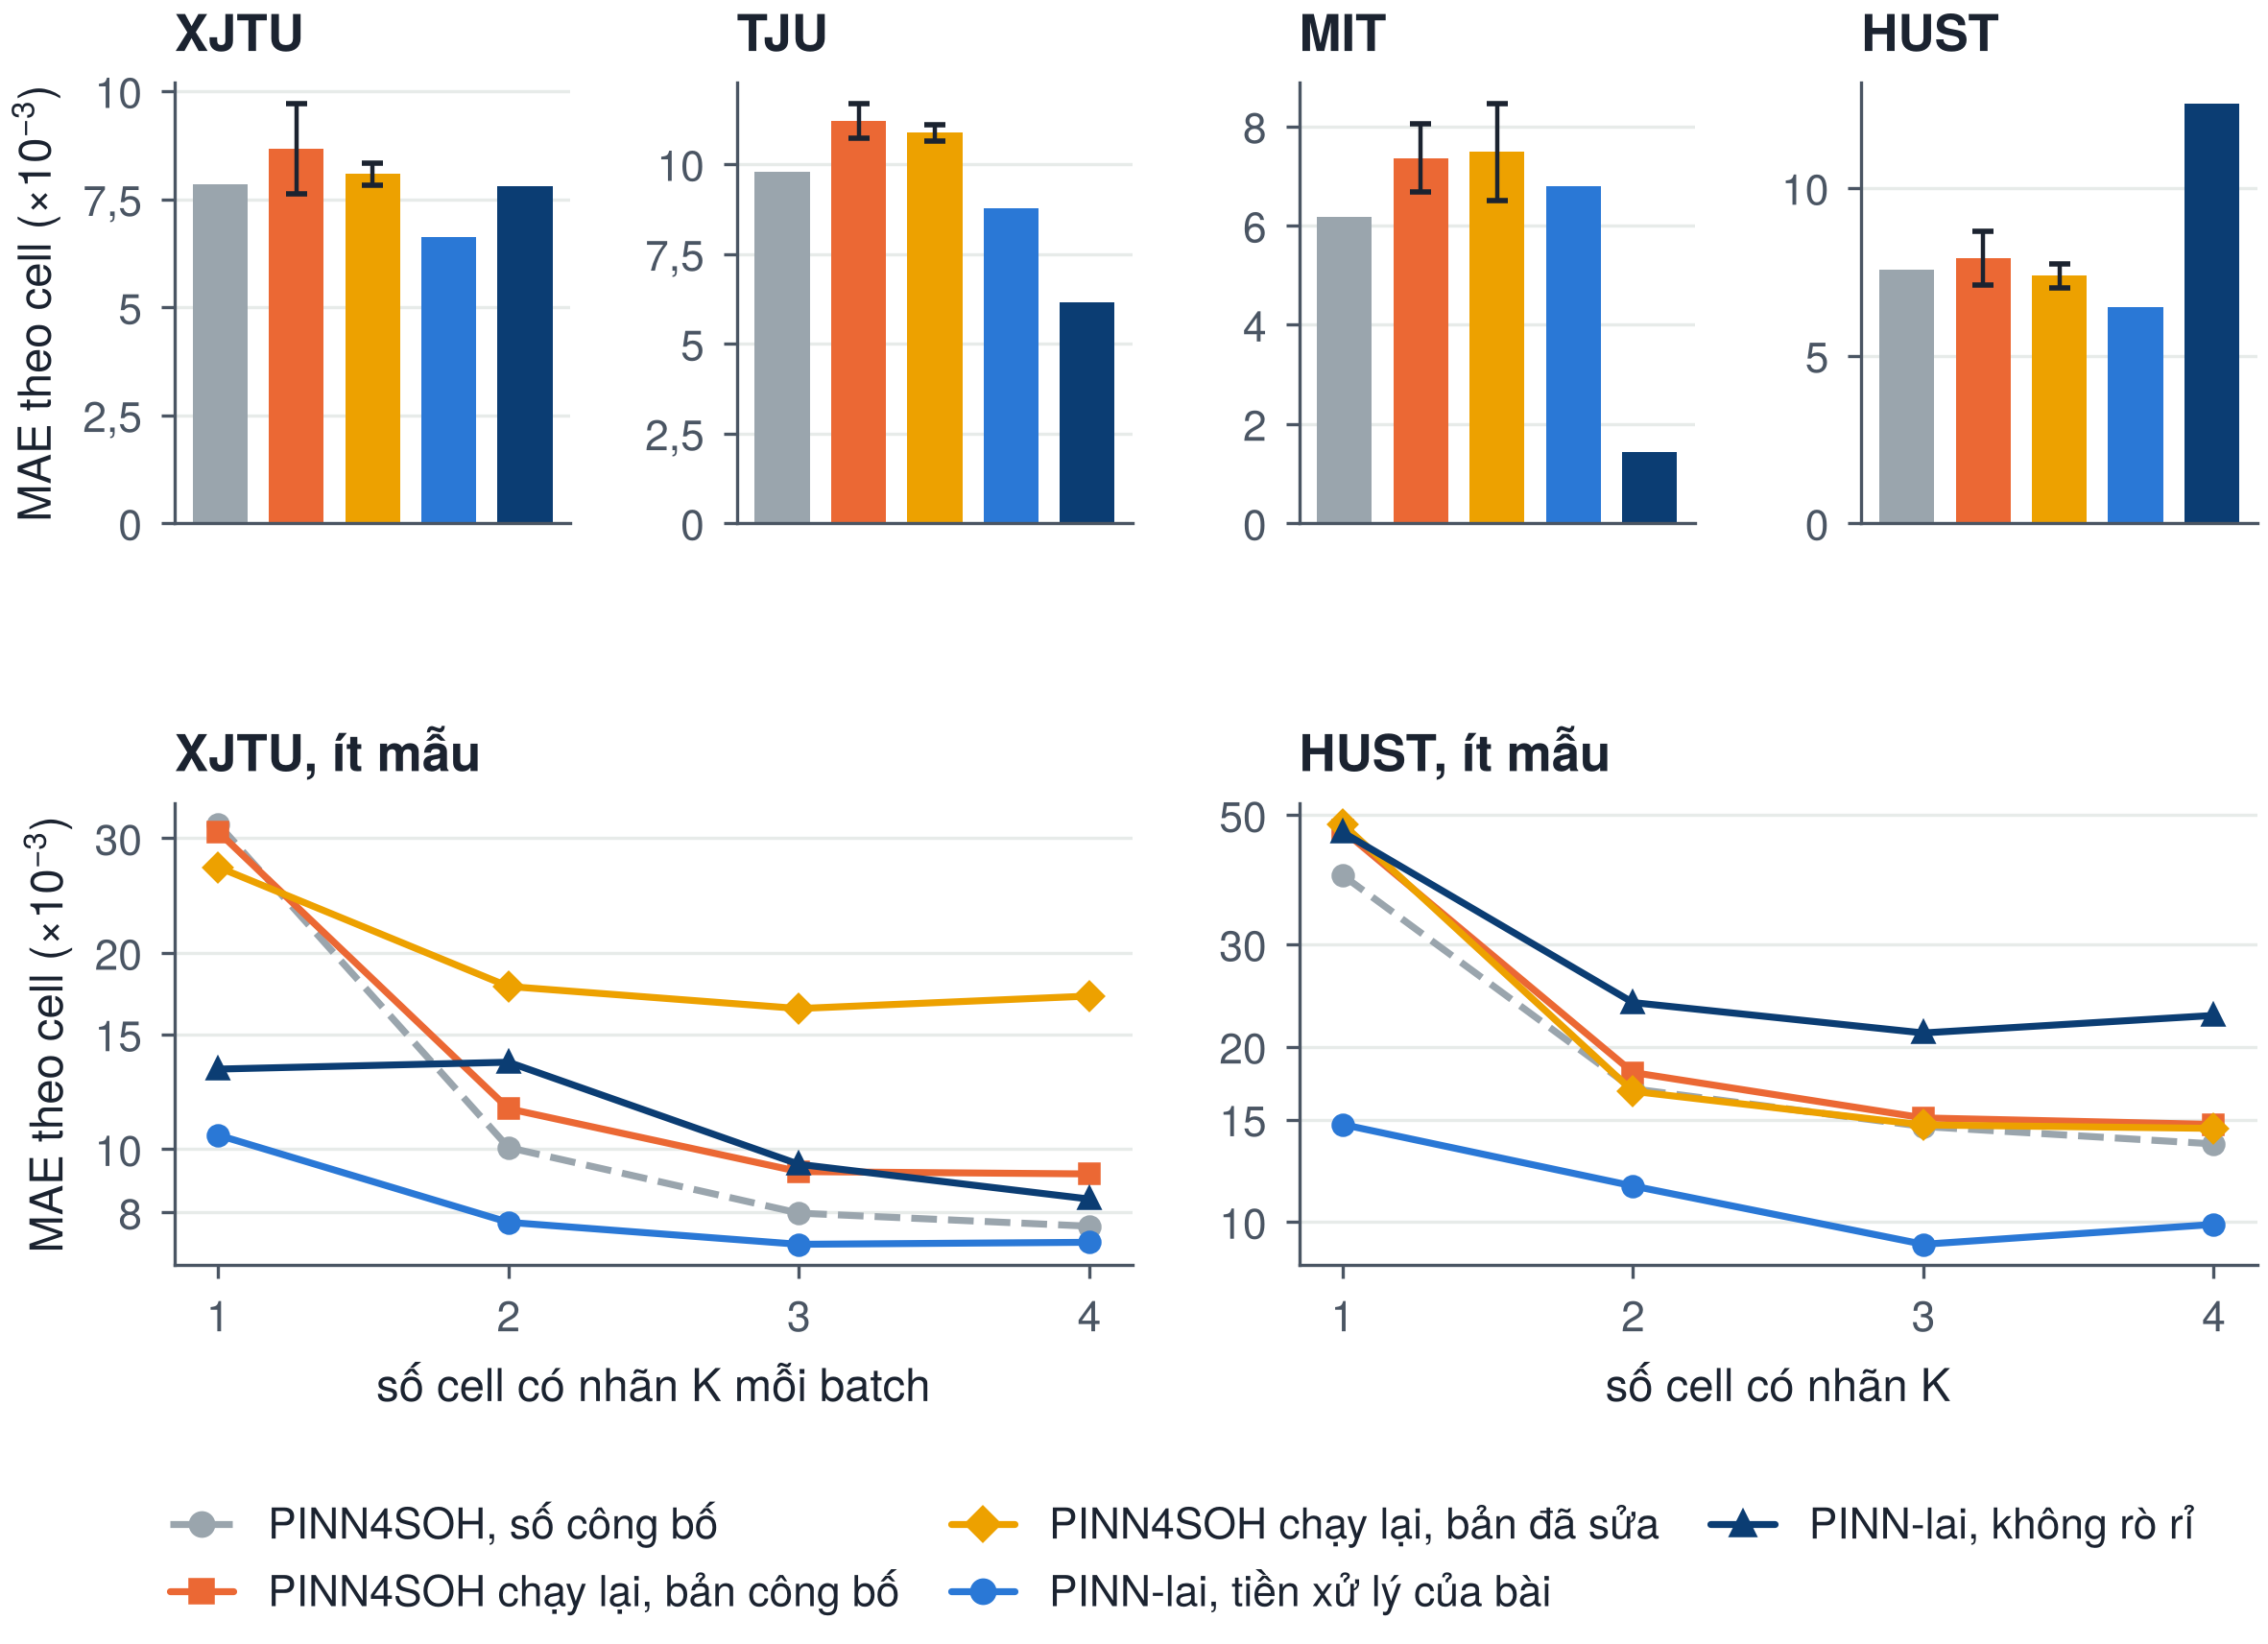 XJTU
TJU
MIT
HUST
MAE theo cell (×10⁻³)
10
7,5
5
2,5
0
10
7,5
5
2,5
0
8
6
4
2
0
10
5
0
XJTU, ít mẫu
HUST, ít mẫu
MAE theo cell (×10⁻³)
30
20
15
10
8
50
30
20
15
10
1 2 3 4
1 2 3 4
số cell có nhãn K mỗi batch
số cell có nhãn K
PINN4SOH, số công bố
PINN4SOH chạy lại, bản công bố
PINN4SOH chạy lại, bản đã sửa
PINN-lai, tiền xử lý của bài
PINN-lai, không rò rỉ